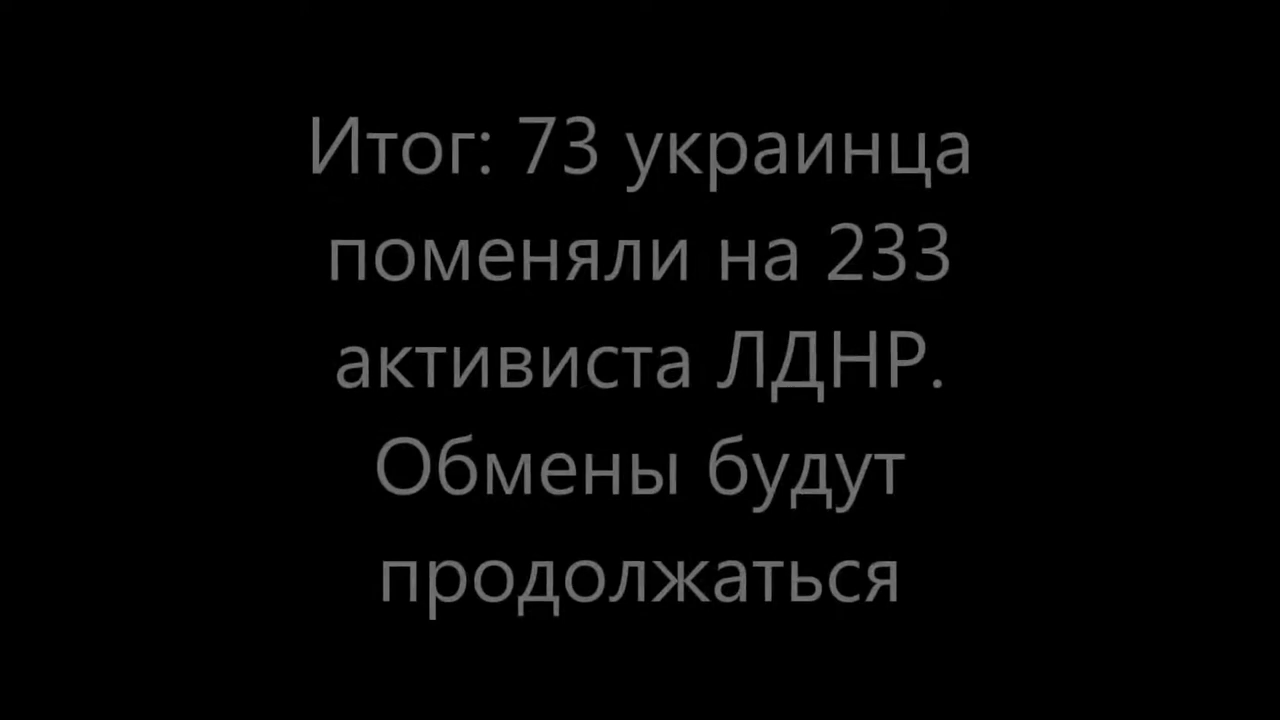 Итог: 73 украинца
поменяли на 233
активиста ЛДНР.
Обмены будут
продолжаться